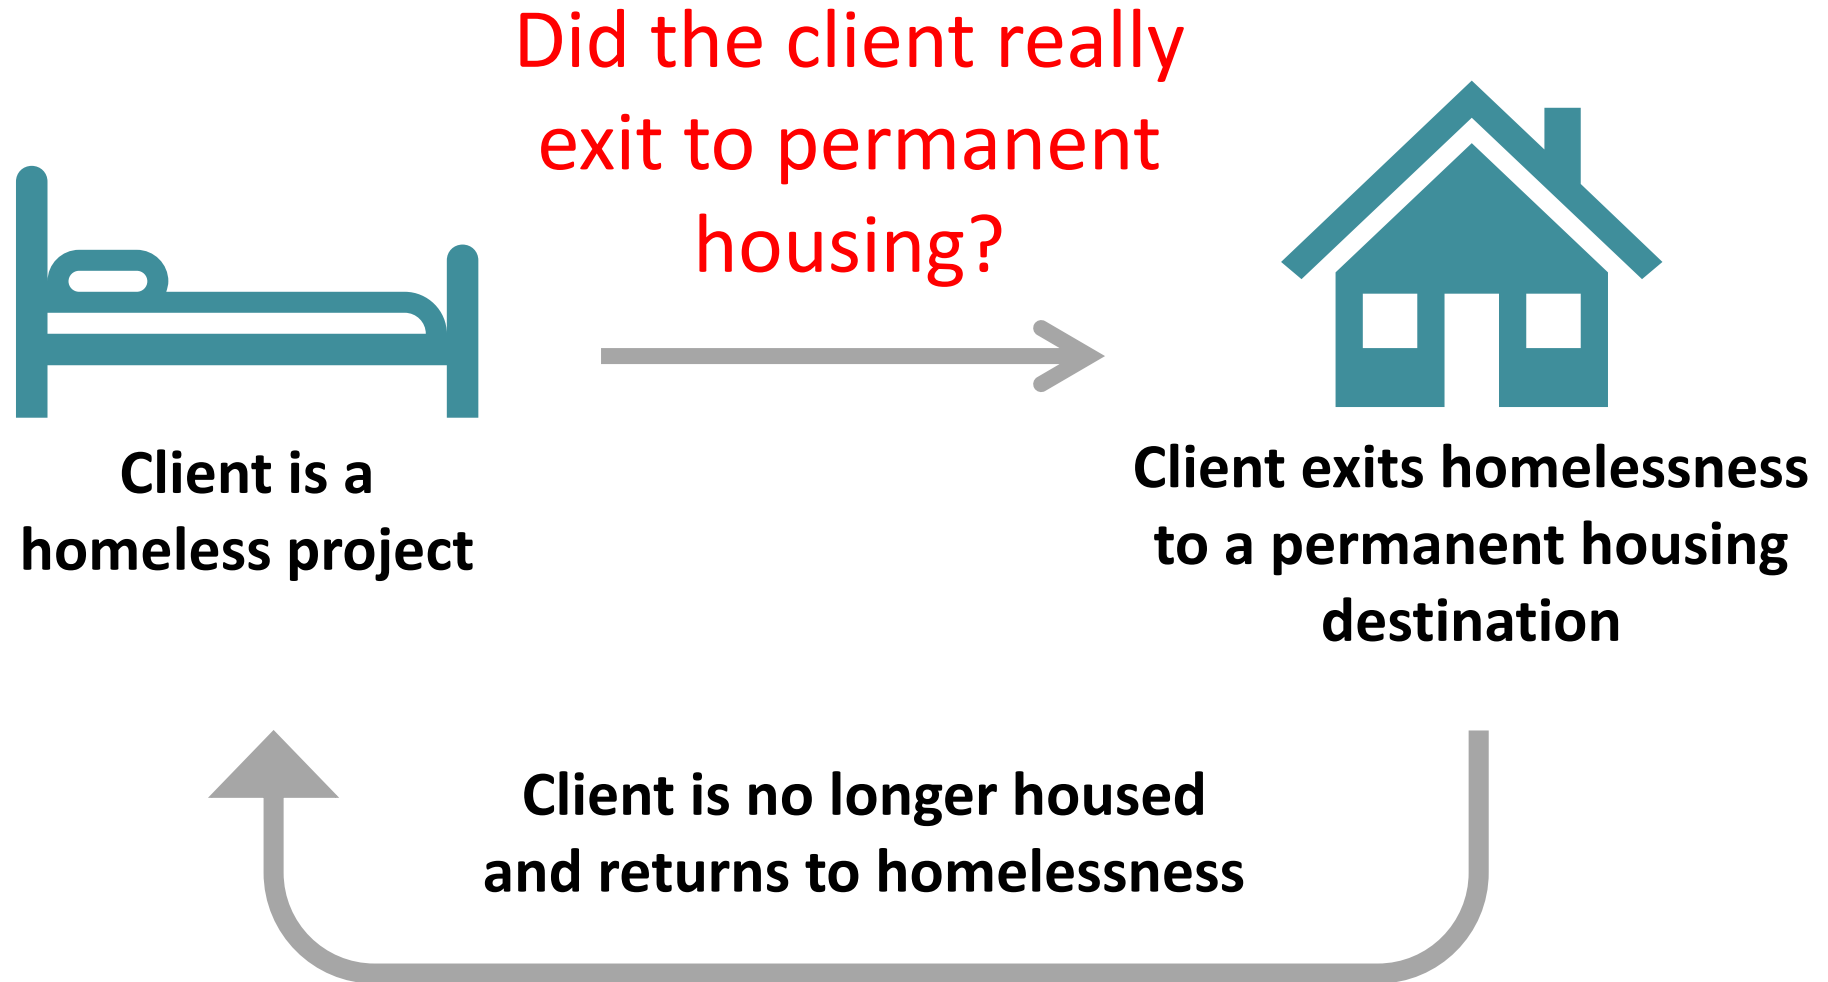 Did the client really
exit to permanent
housing?
Client is a
homeless project
Client exits homelessness
to a permanent housing
destination
Client is no longer housed
and returns to homelessness